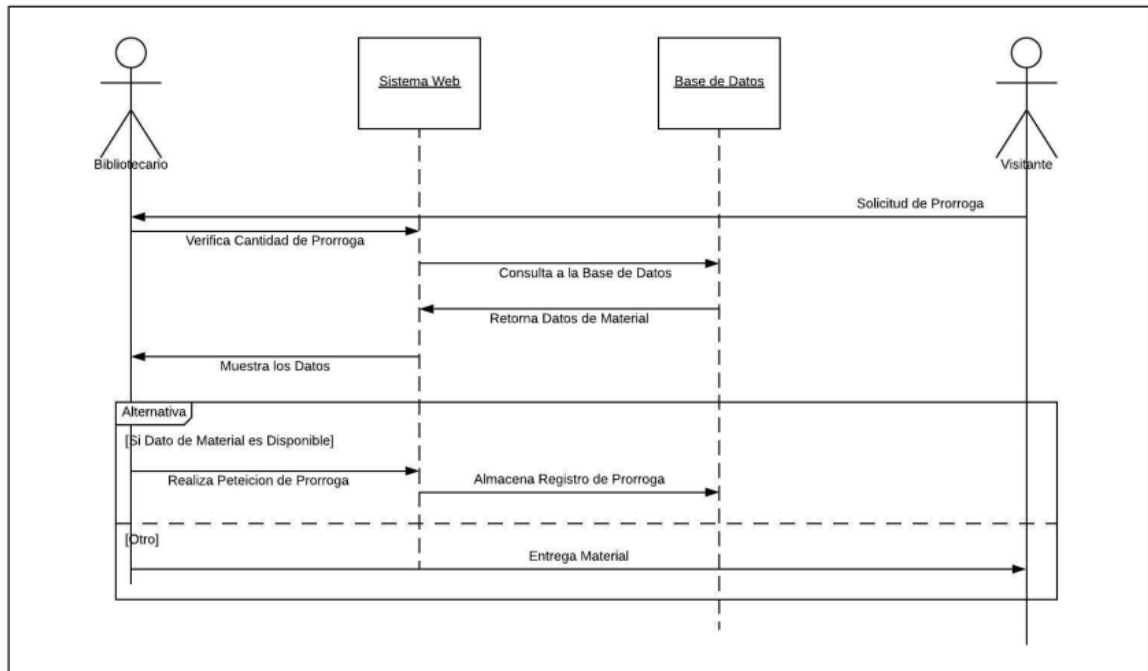 Sistema Web
Base de Datos
Bibliotecario
Visitante
Solicitud de Prorroga
Verifica Cantidad de Prorroga
Consulta a la Base de Datos
Retorna Datos de Material
Muestra los Datos
Alternativa
[Si Dato de Material es Disponible]
Realiza Peteicion de Prorroga
Almacena Registro de Prorroga
[Otro]
Entrega Material